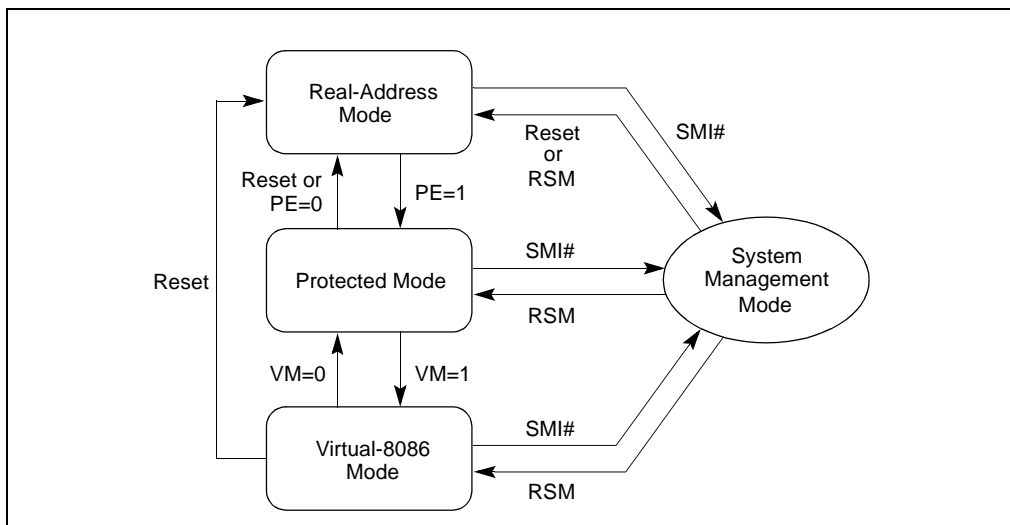 Real-Address
Mode
SMI#
Reset
or
RSM
Reset or
PE=0
PE=1
Reset
Protected Mode
SMI#
RSM
System
Management
Mode
VM=0
VM=1
Virtual-8086
Mode
SMI#
RSM